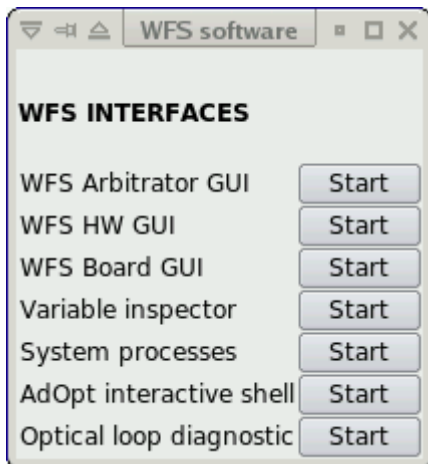 WFS software
WFS INTERFACES
WFS Arbitrator GUI Start
WFS HW GUI Start
WFS Board GUI Start
Variable inspector Start
System processes Start
AdOpt interactive shell Start
Optical loop diagnostic Start